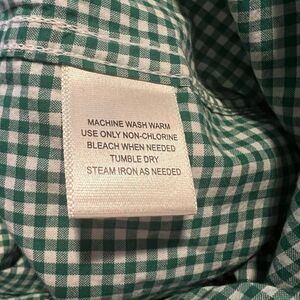 MACHINE WASH WARM
USE ONLY NON-CHLORINE
BLEACH WHEN NEEDED
TUMBLE DRY
STEAM IRON AS NEEDED